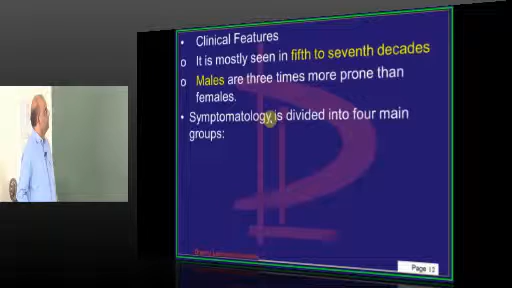 • Clinical Features
o It is mostly seen in fifth to seventh decades
o Males are three times more prone than
females.
• Symptomatology is divided into four main
groups:
Page 12